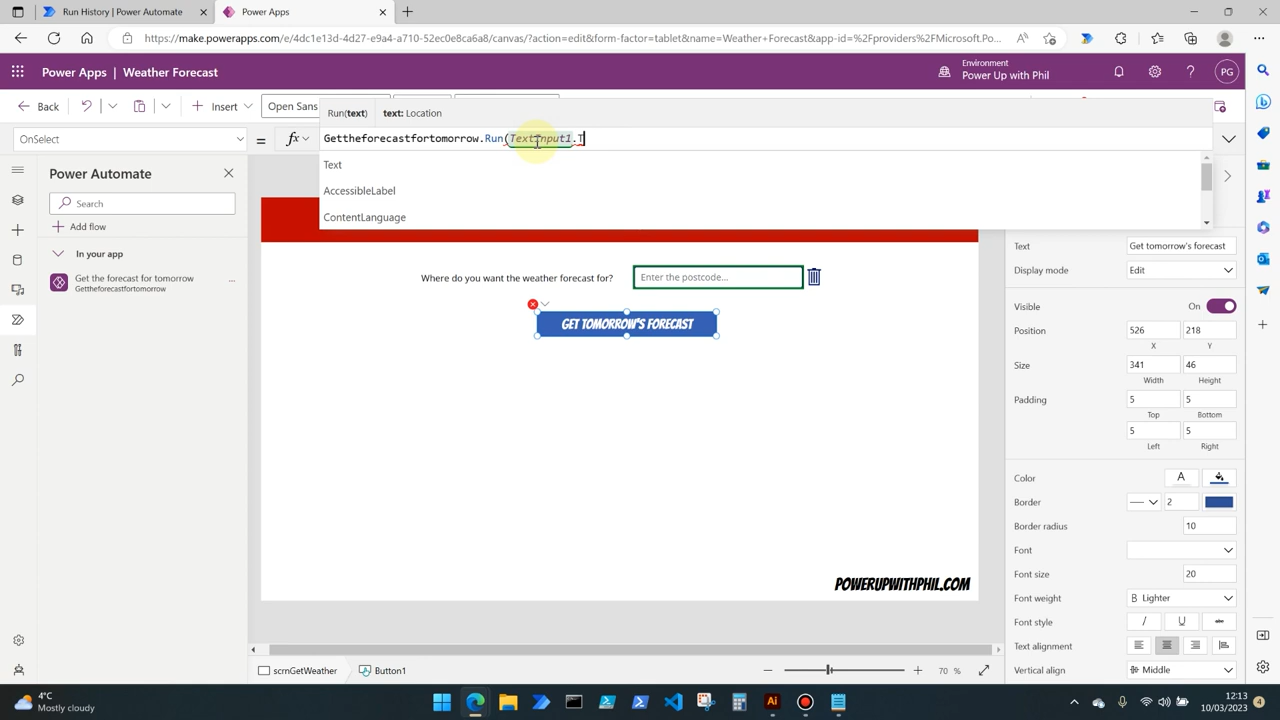 Run History | Power Automate
Power Apps
https://make.powerapps.com/e/4dc1e13d-4d27-e9a4-a710-52ec0e8ca6a8/canvas/?action=edit&form-factor=tablet&name=Weather+Forecast&app-id=%2Fproviders%2FMicrosoft.Po...
Power Apps | Weather Forecast
Environment
Power Up with Phil
PG
Back
Insert
Open Sans
Run(text)
text: Location
OnSelect
=
fx
Gettheforecastfortomorrow.Run(TextInput1.T
Text
AccessibleLabel
ContentLanguage
Power Automate
Search
Add flow
In your app
Get the forecast for tomorrow
Gettheforecastfortomorrow
...
Where do you want the weather forecast for?
Enter the postcode...
GET TOMORROW'S FORECAST
POWERUPWITHPHIL.COM
Text
Get tomorrow's forecast
Display mode
Edit
Visible
On
Position
526
218
X
Y
Size
341
46
Width
Height
Padding
5
5
Top
Bottom
5
5
Left
Right
Color
A
Border
2
Border radius
10
Font
Font size
20
Font weight
B Lighter
Font style
/
U
abc
Text alignment
Vertical align
Middle
scrnGetWeather
Button1
70 %
4°C
Mostly cloudy
Ai
12:13
10/03/2023